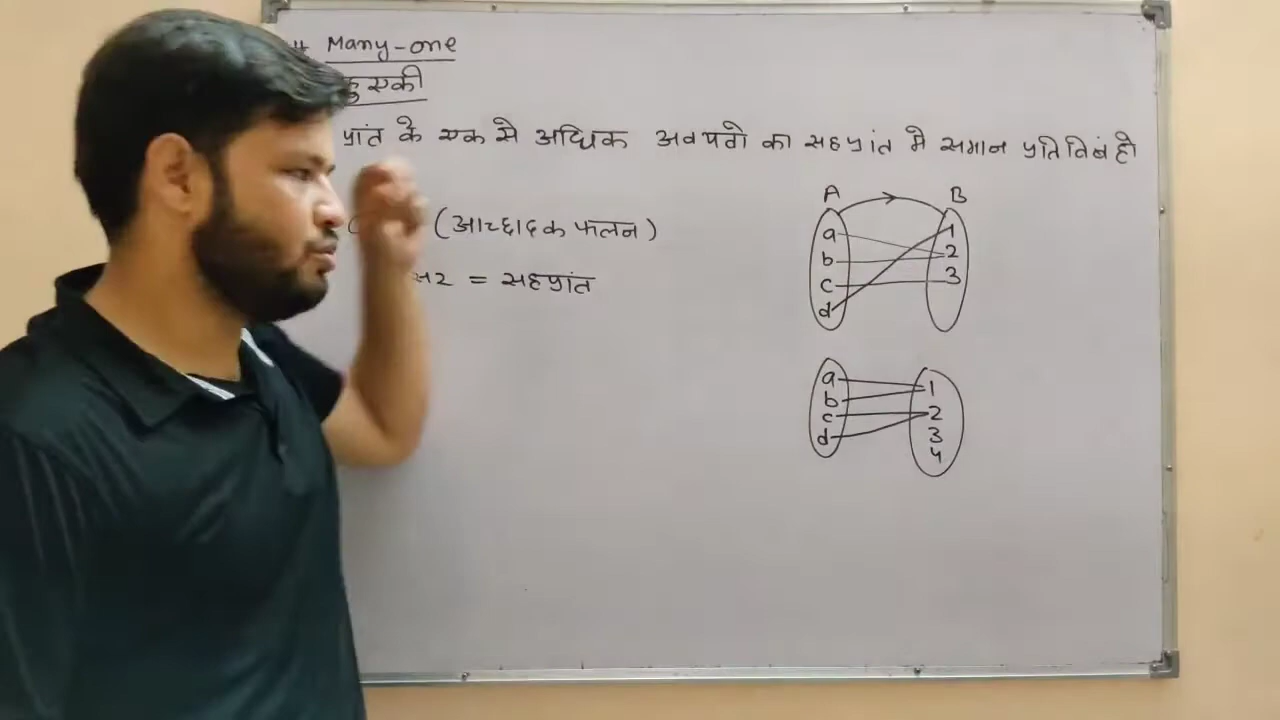 # Many-one
प्रांत के एक से अधिक अवयवो का सहप्रांत मे समान प्रतिबिंब हो
(आच्छादक फलन)
= सहप्रांत
A B
a 1
b 2
c 3
d
a 1
b 2
c 3
d 4